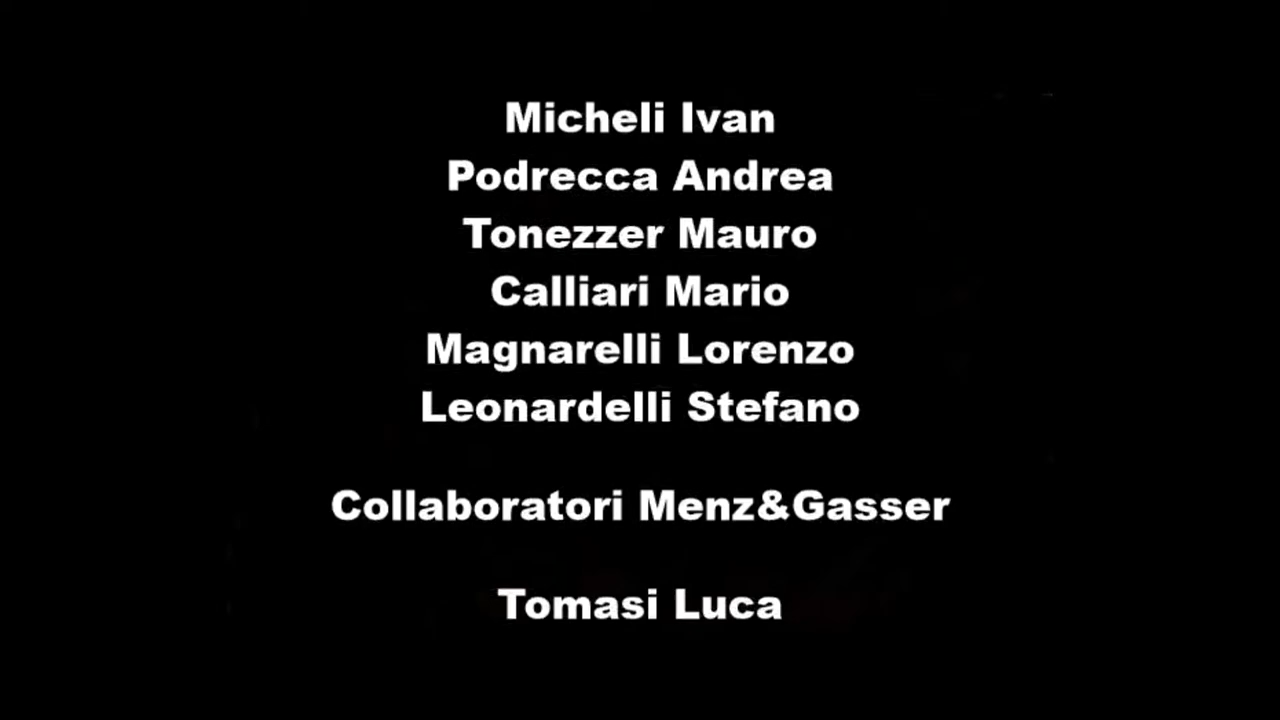 Micheli Ivan
Podrecca Andrea
Tonezzer Mauro
Calliari Mario
Magnarelli Lorenzo
Leonardelli Stefano
Collaboratori Menz&Gasser
Tomasi Luca